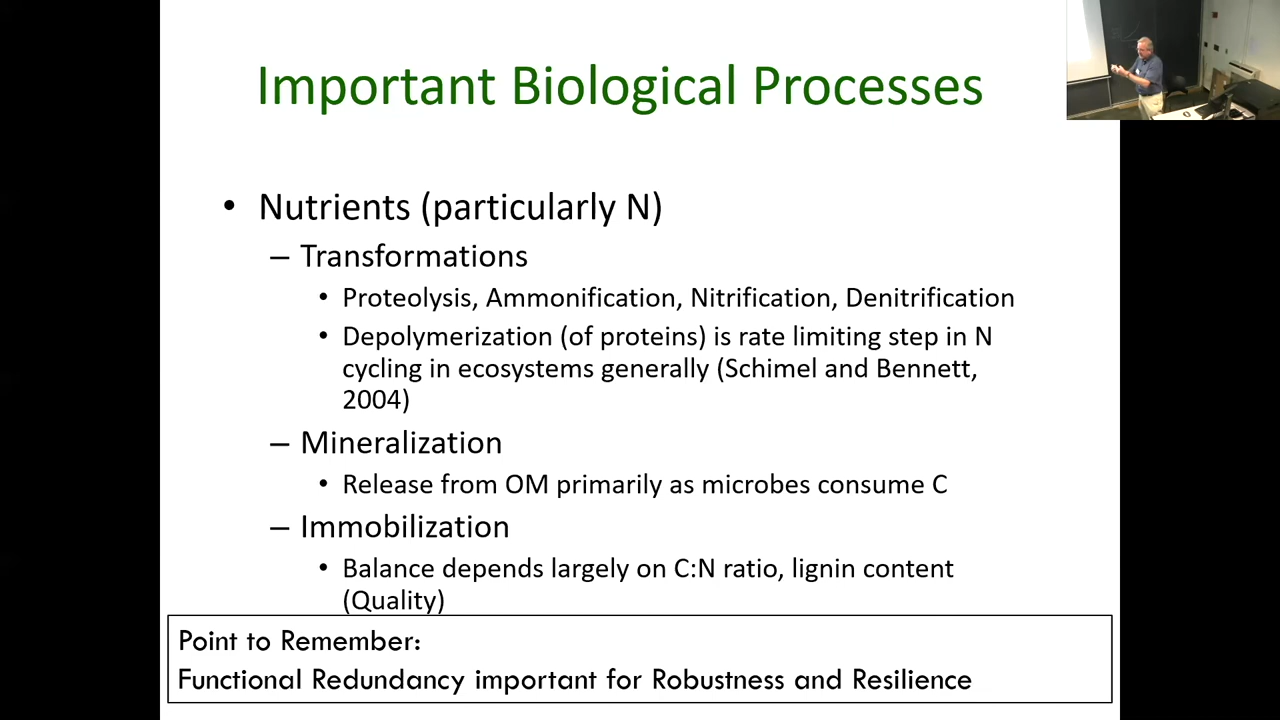 Important Biological Processes
• Nutrients (particularly N)
– Transformations
• Proteolysis, Ammonification, Nitrification, Denitrification
• Depolymerization (of proteins) is rate limiting step in N
cycling in ecosystems generally (Schimel and Bennett,
2004)
– Mineralization
• Release from OM primarily as microbes consume C
– Immobilization
• Balance depends largely on C:N ratio, lignin content
(Quality)
Point to Remember:
Functional Redundancy important for Robustness and Resilience